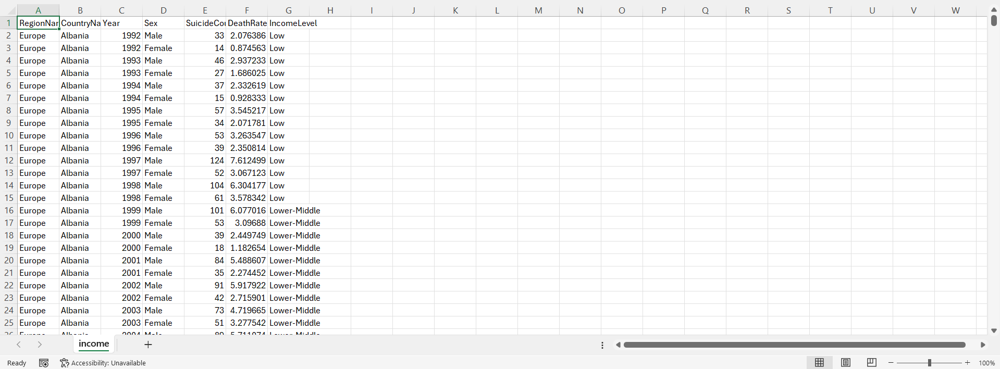 A B C D E F G H I J K L M N O P Q R S T U V W
1 RegionNar CountryNa Year Sex SuicideCou DeathRate IncomeLevel
2 Europe Albania 1992 Male 33 2.076386 Low
3 Europe Albania 1992 Female 14 0.874563 Low
4 Europe Albania 1993 Male 46 2.937233 Low
5 Europe Albania 1993 Female 27 1.686025 Low
6 Europe Albania 1994 Male 37 2.332619 Low
7 Europe Albania 1994 Female 15 0.928333 Low
8 Europe Albania 1995 Male 57 3.545217 Low
9 Europe Albania 1995 Female 34 2.071781 Low
10 Europe Albania 1996 Male 53 3.263547 Low
11 Europe Albania 1996 Female 39 2.350814 Low
12 Europe Albania 1997 Male 124 7.612499 Low
13 Europe Albania 1997 Female 52 3.067123 Low
14 Europe Albania 1998 Male 104 6.304177 Low
15 Europe Albania 1998 Female 61 3.578342 Low
16 Europe Albania 1999 Male 101 6.077016 Lower-Middle
17 Europe Albania 1999 Female 53 3.09688 Lower-Middle
18 Europe Albania 2000 Male 39 2.449749 Lower-Middle
19 Europe Albania 2000 Female 18 1.182654 Lower-Middle
20 Europe Albania 2001 Male 84 5.488607 Lower-Middle
21 Europe Albania 2001 Female 35 2.274452 Lower-Middle
22 Europe Albania 2002 Male 91 5.917922 Lower-Middle
23 Europe Albania 2002 Female 42 2.715901 Lower-Middle
24 Europe Albania 2003 Male 73 4.719665 Lower-Middle
25 Europe Albania 2003 Female 51 3.277542 Lower-Middle
income
Ready Accessibility: Unavailable 100%